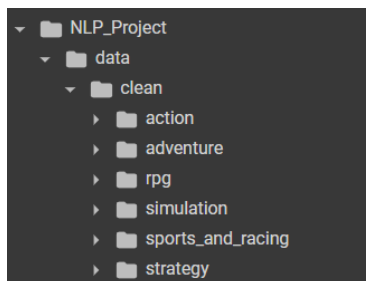 NLP_Project
data
clean
action
adventure
rpg
simulation
sports_and_racing
strategy